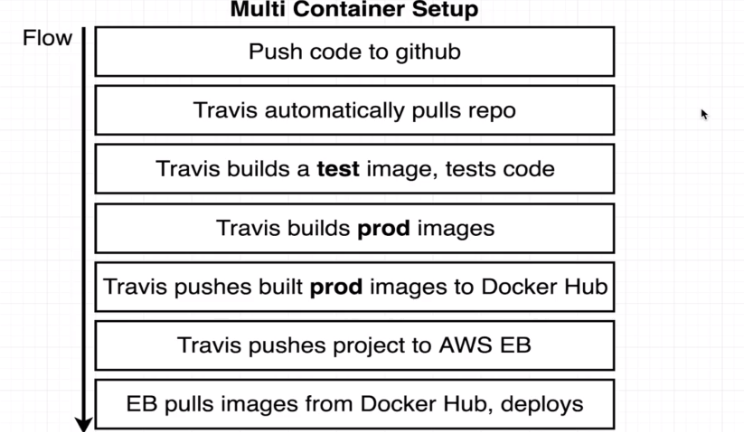 Multi Container Setup
Flow
Push code to github
Travis automatically pulls repo
Travis builds a test image, tests code
Travis builds prod images
Travis pushes built prod images to Docker Hub
Travis pushes project to AWS EB
EB pulls images from Docker Hub, deploys